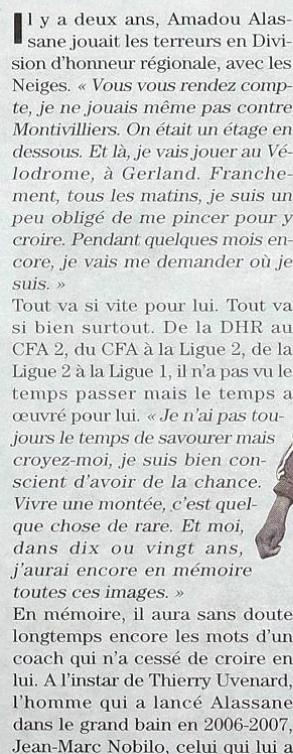 Il y a deux ans, Amadou Alas-
sane jouait les terreurs en Divi-
sion d'honneur régionale, avec les
Neiges. « Vous vous rendez comp-
te, je ne jouais même pas contre
Montivilliers. On était un étage en
dessous. Et là, je vais jouer au Vé-
lodrome, à Gerland. Franche-
ment, tous les matins, je suis un
peu obligé de me pincer pour y
croire. Pendant quelques mois en-
core, je vais me demander où je
suis. »
Tout va si vite pour lui. Tout va
si bien surtout. De la DHR au
CFA 2, du CFA à la Ligue 2, de la
Ligue 2 à la Ligue 1, il n'a pas vu le
temps passer mais le temps a
œuvré pour lui. « Je n'ai pas tou-
jours le temps de savourer mais
croyez-moi, je suis bien con-
scient d'avoir de la chance.
Vivre une montée, c'est quel-
que chose de rare. Et moi,
dans dix ou vingt ans,
j'aurai encore en mémoire
toutes ces images. »
En mémoire, il aura sans doute
longtemps encore les mots d'un
coach qui n'a cessé de croire en
lui. A l'instar de Thierry Uvenard,
l'homme qui a lancé Alassane
dans le grand bain en 2006-2007,
Jean-Marc Nobilo, celui qui lui a